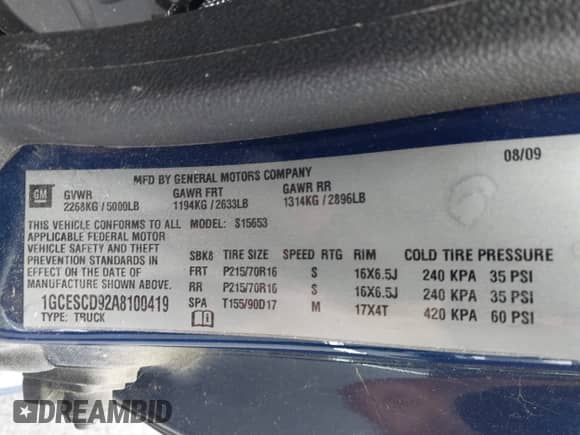 08/09
MFD BY GENERAL MOTORS COMPANY
GM
GVWR GAWR FRT GAWR RR
2268KG / 5000LB 1194KG / 2633LB 1314KG / 2896LB
THIS VEHICLE CONFORMS TO ALL MODEL: S15653
APPLICABLE FEDERAL MOTOR
VEHICLE SAFETY AND THEFT
PREVENTION STANDARDS IN
EFFECT ON THE DATE OF
MANUFACTURE SHOWN ABOVE.
1GCESCD92A8100419
TYPE: TRUCK
SBK8 TIRE SIZE SPEED RTG RIM COLD TIRE PRESSURE
FRT P215/70R16 S 16X6.5J 240 KPA 35 PSI
RR P215/70R16 S 16X6.5J 240 KPA 35 PSI
SPA T155/90D17 M 17X4T 420 KPA 60 PSI
DREAMBID